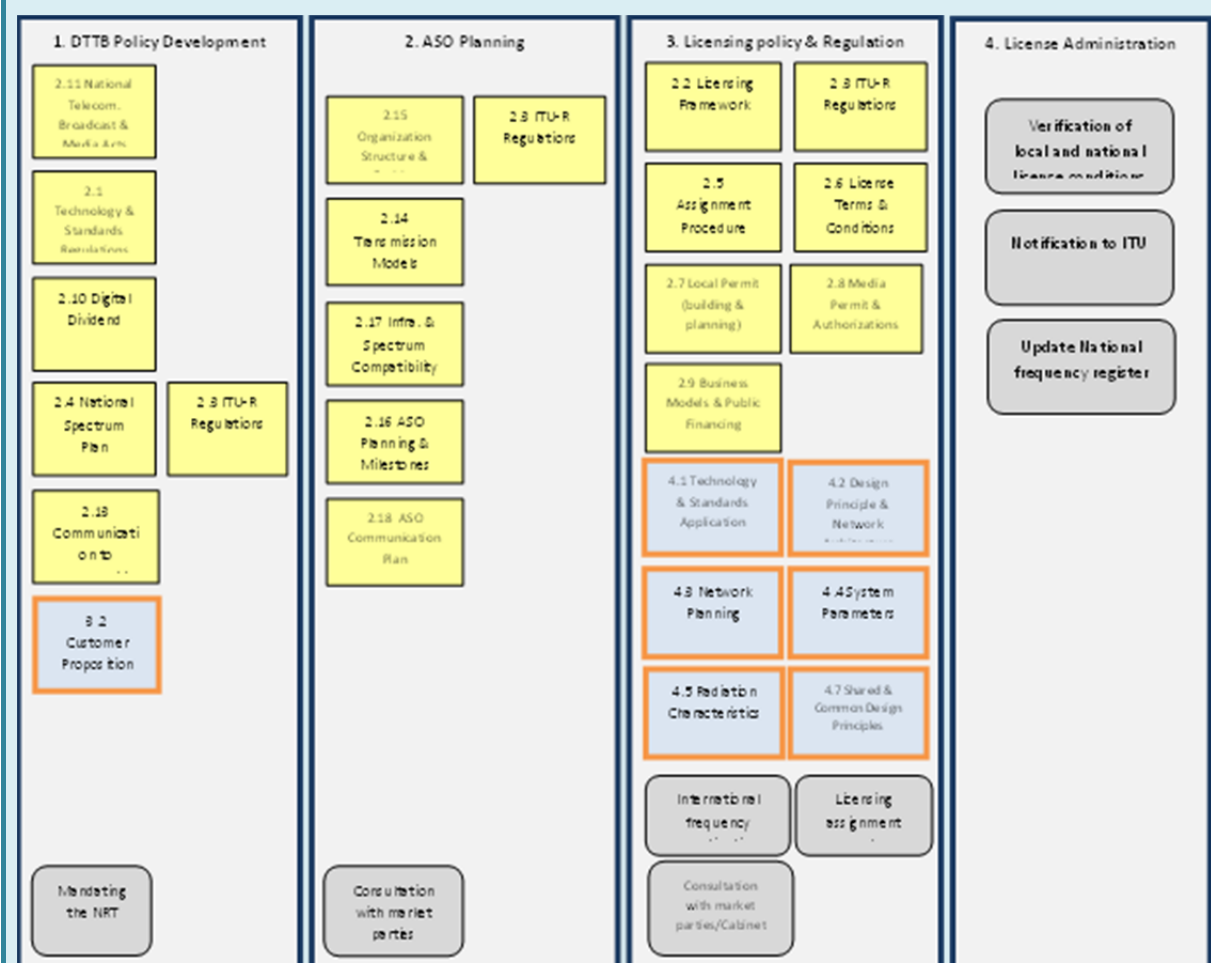 1. DTTB Policy Development
2.11 National
Telecom.
Broadcast &
Media Acts
2.1
Technology &
Standards
Regulations
2.10 Digital
Dividend
2.4 National
Spectrum
Plan
2.3 ITU-R
Regulations
2.13
Communicati
on to
3.2
Customer
Proposition
Mandating
the NRT
2. ASO Planning
2.15
Organization
Structure &
2.3 ITU-R
Regulations
2.14
Transmission
Models
2.17 Infra. &
Spectrum
Compatibility
2.16 ASO
Planning &
Milestones
2.18 ASO
Communication
Plan
Consultation
with market
parties
3. Licensing policy & Regulation
2.2 Licensing
Framework
2.3 ITU-R
Regulations
2.5
Assignment
Procedure
2.6 License
Terms &
Conditions
2.7 Local Permit
(building &
planning)
2.8 Media
Permit &
Authorizations
2.9 Business
Models & Public
Financing
4.1 Technology
& Standards
Application
4.2 Design
Principle &
Network
4.3 Network
Planning
4.4 System
Parameters
4.5 Radiation
Characteristics
4.7 Shared &
Common Design
Principles
International
frequency
Licensing
assignment
Consultation
with market
parties/Cabinet
4. License Administration
Verification of
local and national
license conditions
Notification to ITU
Update National
frequency register